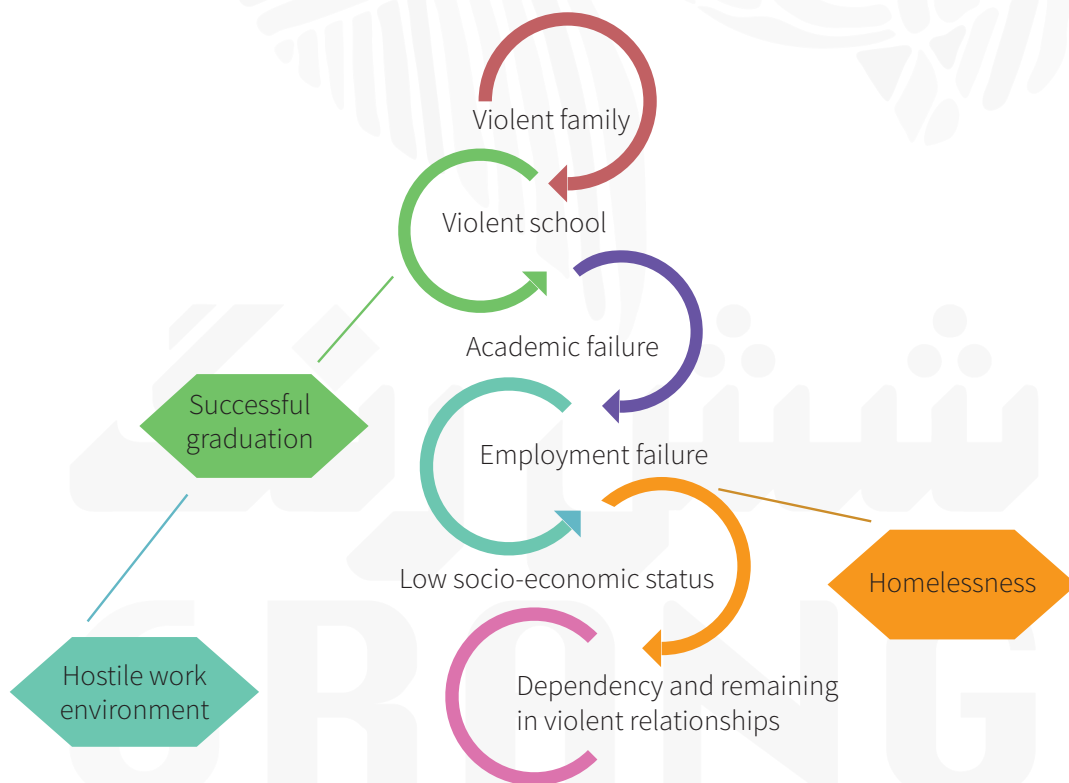 Violent family
Violent school
Academic failure
Successful
graduation
Employment failure
Low socio-economic status
Homelessness
Hostile work
environment
Dependency and remaining
in violent relationships